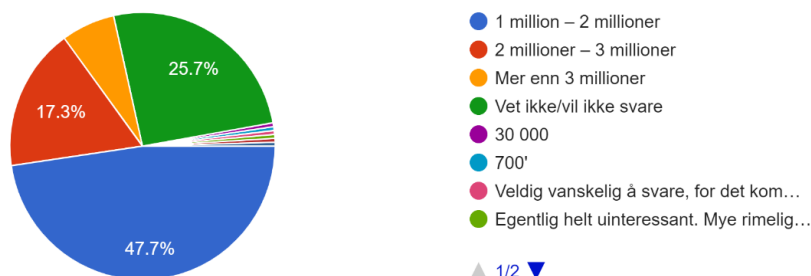 25.7%
17.3%
47.7%
1 million – 2 millioner
2 millioner – 3 millioner
Mer enn 3 millioner
Vet ikke/vil ikke svare
30 000
700'
Veldig vanskelig å svare, for det kom…
Egentlig helt uinteressant. Mye rimelig…
1/2